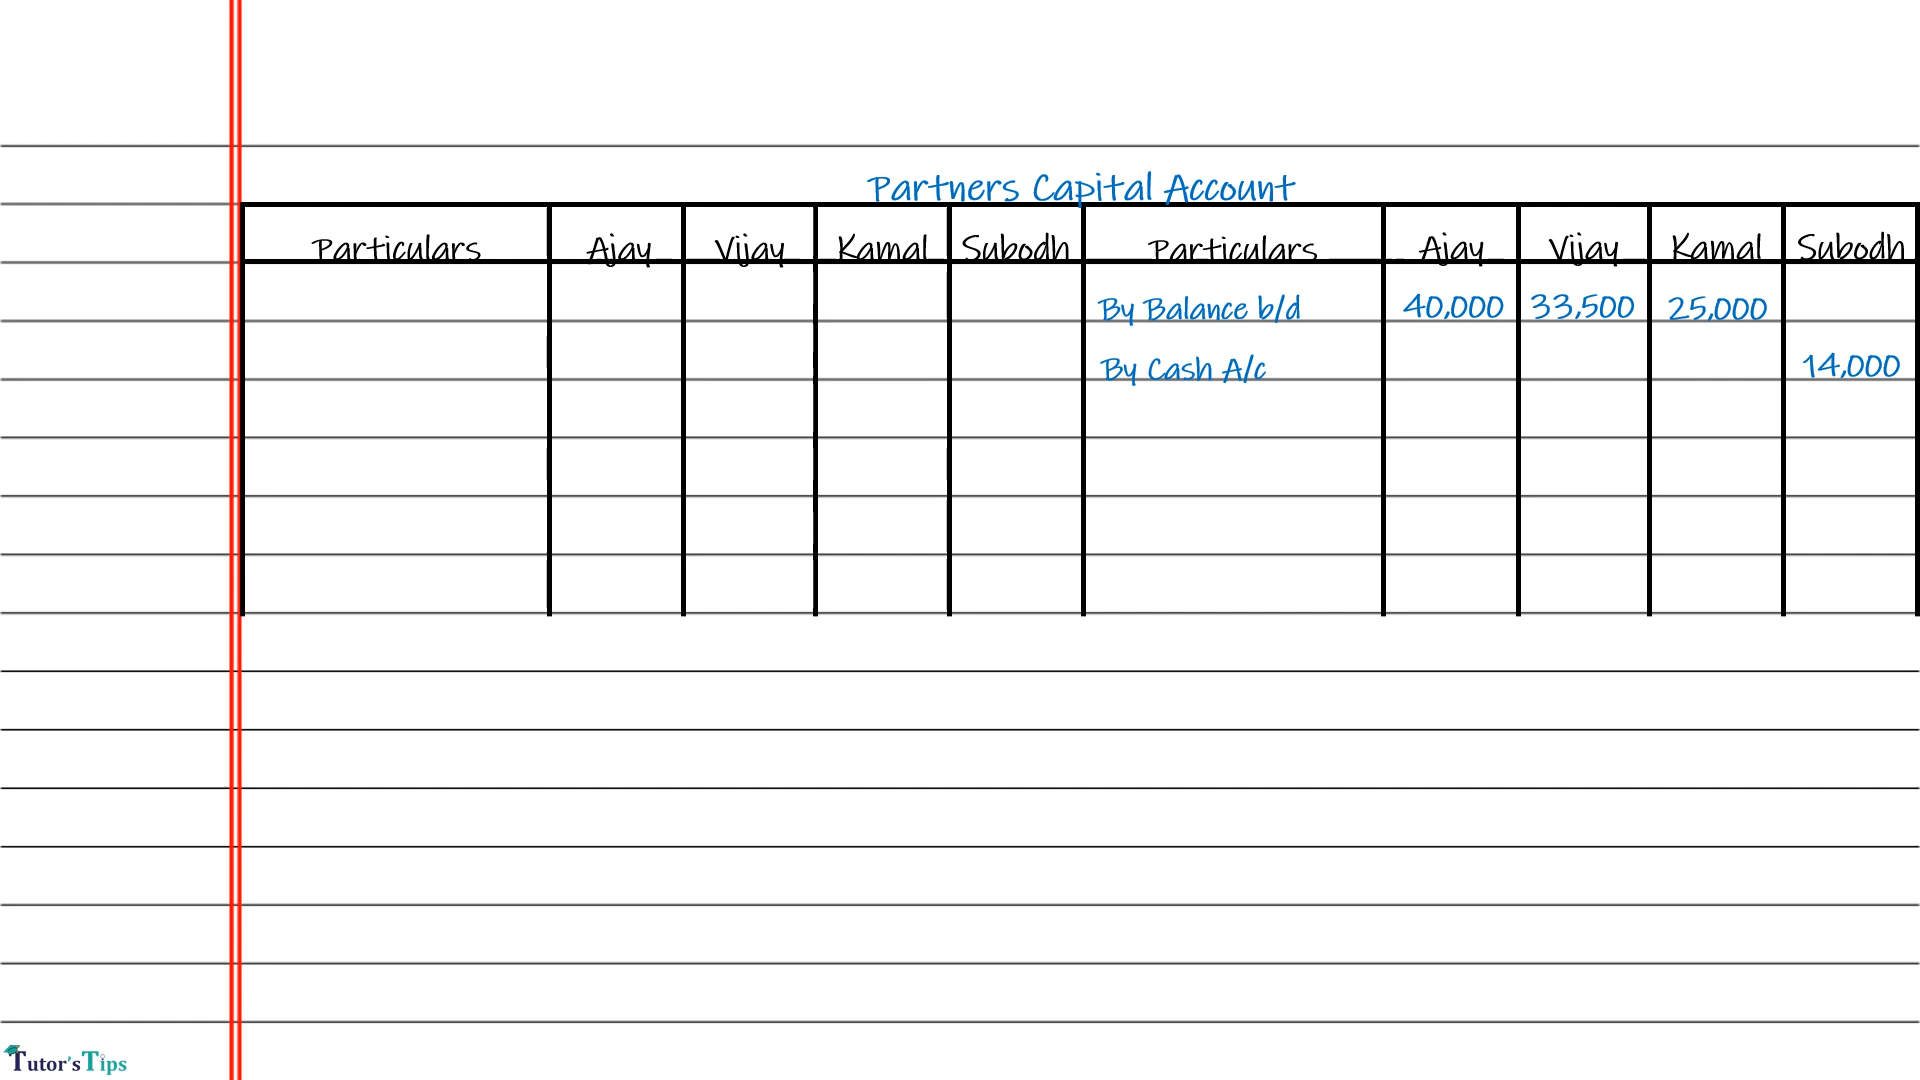 Partners Capital Account
Particulars Ajay Vijay Kamal Subodh Particulars Ajay Vijay Kamal Subodh
By Balance b/d 40,000 33,500 25,000
By Cash A/c 14,000
Tutor'sTips